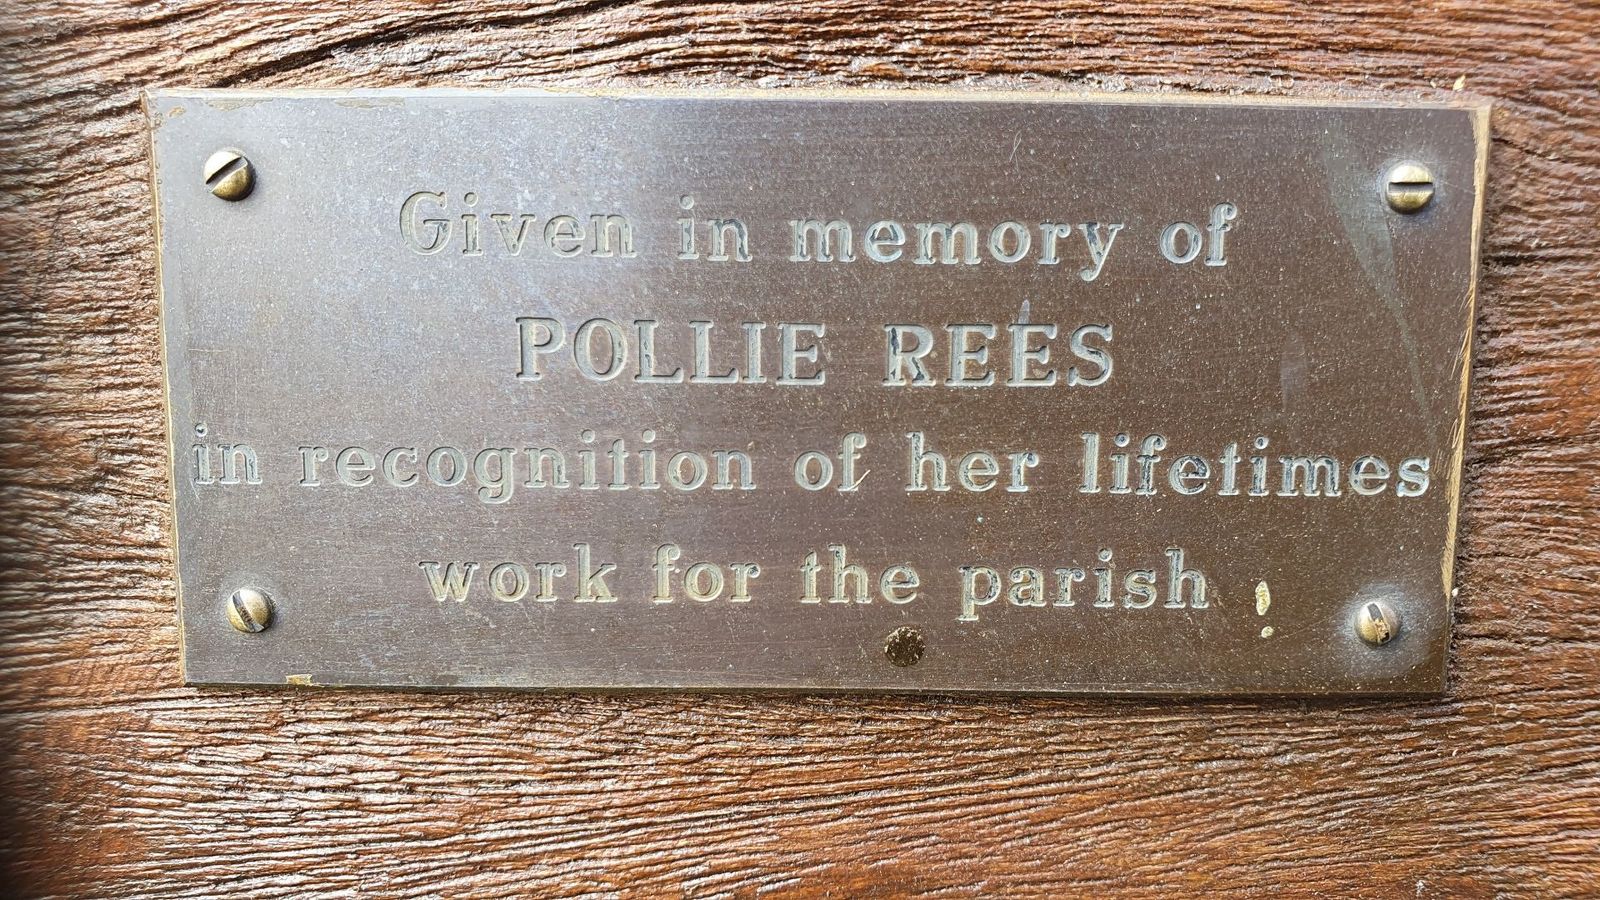 Given in memory of
POLLIE REES
in recognition of her lifetimes
work for the parish